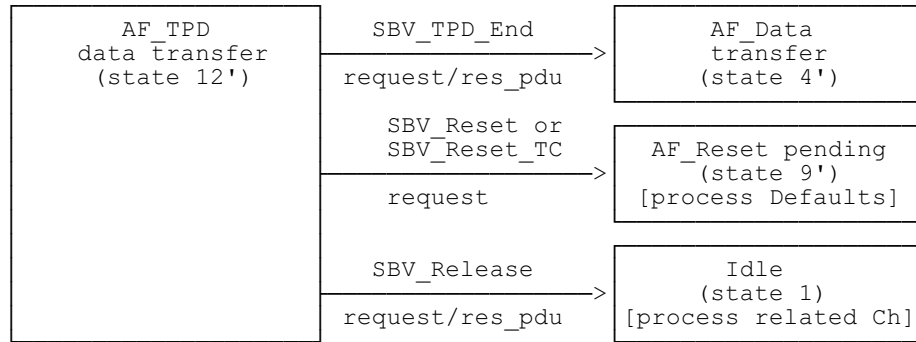 AF_TPD
data transfer
(state 12')
SBV_TPD_End
request/res_pdu
AF_Data
transfer
(state 4')
SBV_Reset or
SBV_Reset_TC
request
AF_Reset pending
(state 9')
[process Defaults]
SBV_Release
request/res_pdu
Idle
(state 1)
[process related Ch]